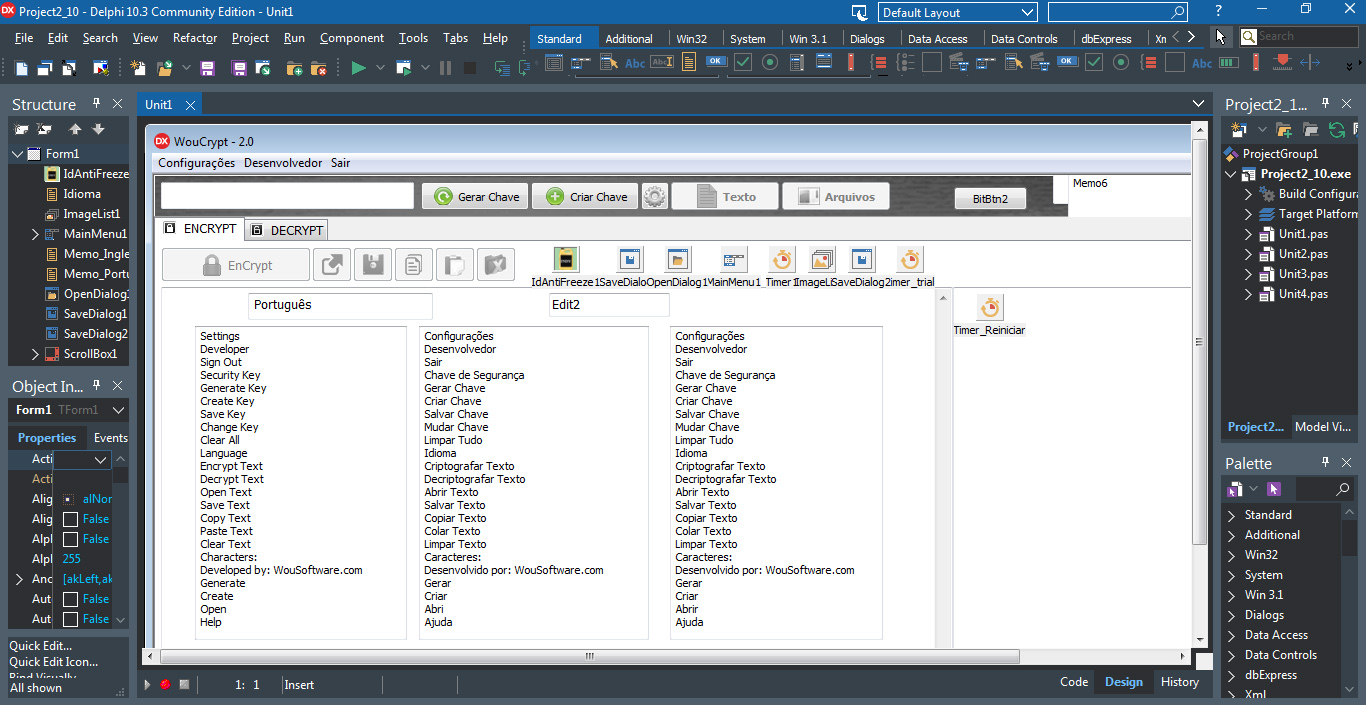 Project2_10 - Delphi 10.3 Community Edition - Unit1
Default Layout
File Edit Search View Refactor Project Run Component Tools Tabs Help
Standard Additional Win32 System Win 3.1 Dialogs Data Access Data Controls dbExpress Xn
Search
Structure
Form1
IdAntiFreeze
Idioma
ImageList1
MainMenu1
Memo_Ingle
Memo_Portu
OpenDialog1
SaveDialog1
SaveDialog2
ScrollBox1
Object In...
Form1 TForm1
Properties Events
Acti
Acti
Alig alNor
Alig False
Alpl False
Alpl 255
Anc [akLeft,ak
Aut False
Aut False
Quick Edit...
Quick Edit Icon...
Bind Visually
All shown
Unit1
WouCrypt - 2.0
Configurações Desenvolvedor Sair
Gerar Chave Criar Chave Texto Arquivos BitBtn2
Memo6
ENCRYPT DECRYPT
EnCrypt
IdAntiFreeze1 SaveDialo OpenDialog1 MainMenu1_Timer1 ImageLi SaveDialog2 imer_trial
Português
Edit2
Timer_Reiniciar
Settings
Developer
Sign Out
Security Key
Generate Key
Create Key
Save Key
Change Key
Clear All
Language
Encrypt Text
Decrypt Text
Open Text
Save Text
Copy Text
Paste Text
Clear Text
Characters:
Developed by: WouSoftware.com
Generate
Create
Open
Help
Configurações
Desenvolvedor
Sair
Chave de Segurança
Gerar Chave
Criar Chave
Salvar Chave
Mudar Chave
Limpar Tudo
Idioma
Criptografar Texto
Decriptografar Texto
Abrir Texto
Salvar Texto
Copiar Texto
Colar Texto
Limpar Texto
Caracteres:
Desenvolvido por: WouSoftware.com
Gerar
Criar
Abri
Ajuda
Configurações
Desenvolvedor
Sair
Chave de Segurança
Gerar Chave
Criar Chave
Salvar Chave
Mudar Chave
Limpar Tudo
Idioma
Criptografar Texto
Decriptografar Texto
Abrir Texto
Salvar Texto
Copiar Texto
Colar Texto
Limpar Texto
Caracteres:
Desenvolvido por: WouSoftware.com
Gerar
Criar
Abrir
Ajuda
1: 1 Insert
Code Design History
Project2_1...
ProjectGroup1
Project2_10.exe
Build Configura
Target Platform
Unit1.pas
Unit2.pas
Unit3.pas
Unit4.pas
Project2... Model Vi...
Palette
Standard
Additional
Win32
System
Win 3.1
Dialogs
Data Access
Data Controls
dbExpress
Xml